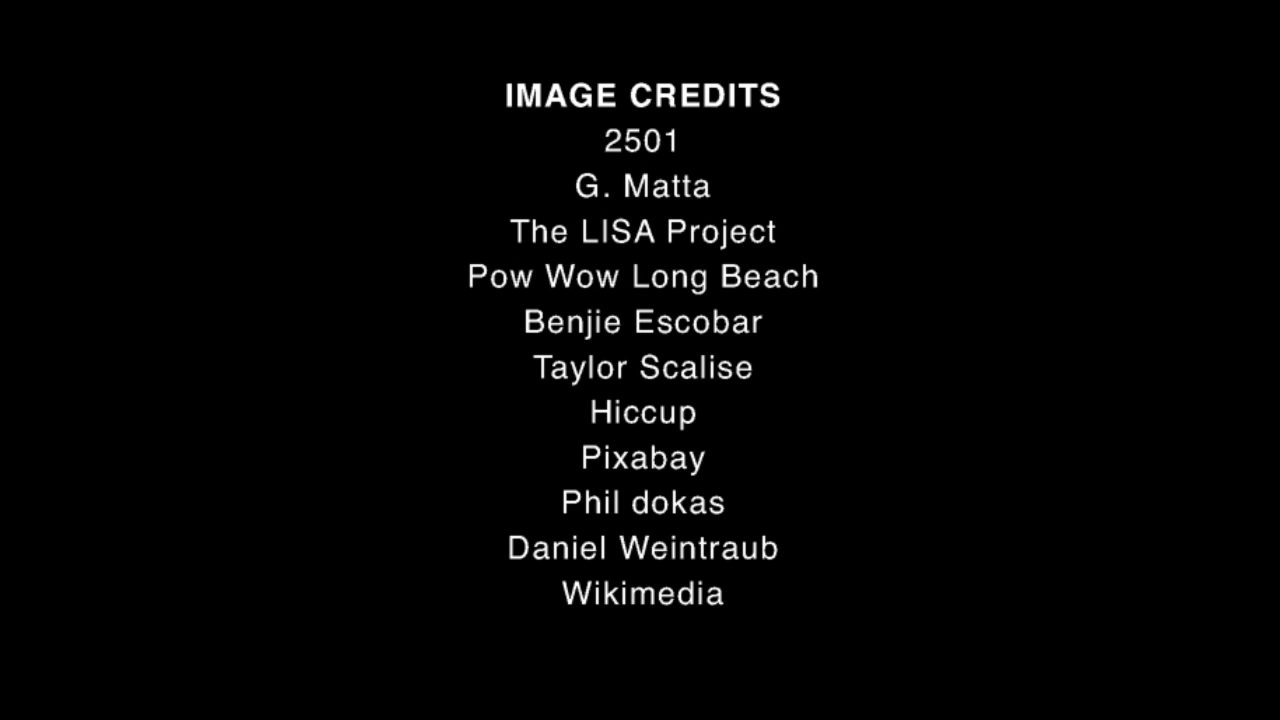 IMAGE CREDITS
2501
G. Matta
The LISA Project
Pow Wow Long Beach
Benjie Escobar
Taylor Scalise
Hiccup
Pixabay
Phil dokas
Daniel Weintraub
Wikimedia